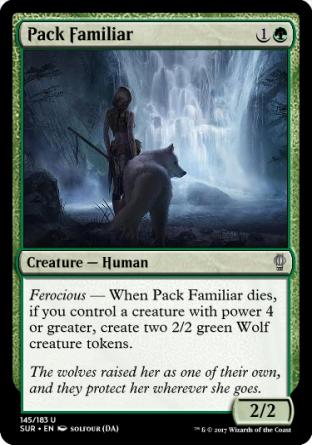 Pack Familiar 1
Creature — Human
Ferocious — When Pack Familiar dies,
if you control a creature with power 4
or greater, create two 2/2 green Wolf
creature tokens.
The wolves raised her as one of their own,
and they protect her wherever she goes.
2/2
145/183 U
SUR • EN SOLFOUR (DA)
™ & © 2017 Wizards of the Coast